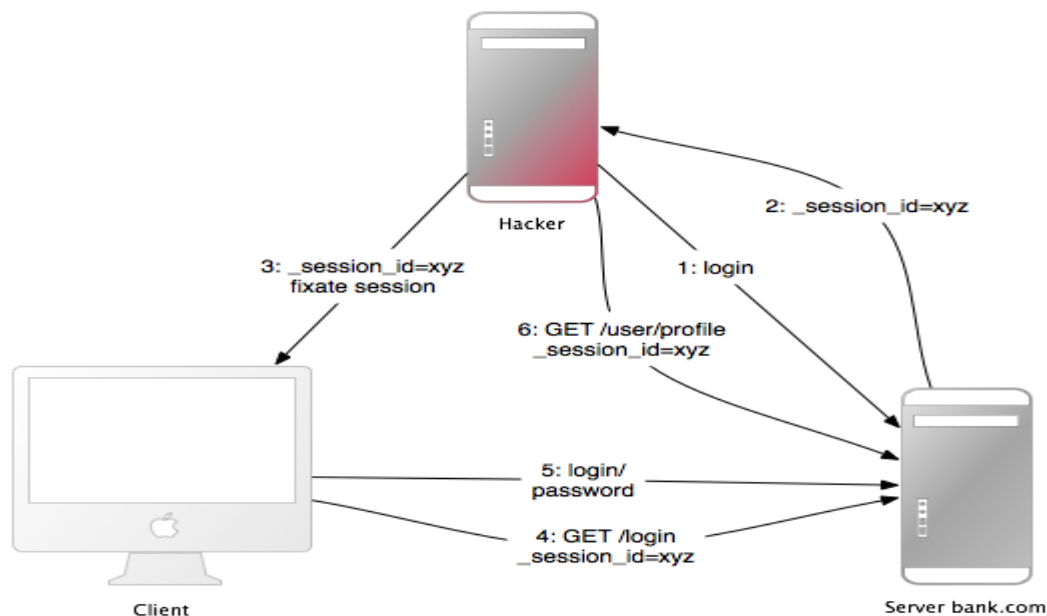 Hacker
2: _session_id=xyz
3: _session_id=xyz
fixate session
1: login
6: GET /user/profile
_session_id=xyz
5: login/
password
4: GET /login
_session_id=xyz
Client
Server bank.com